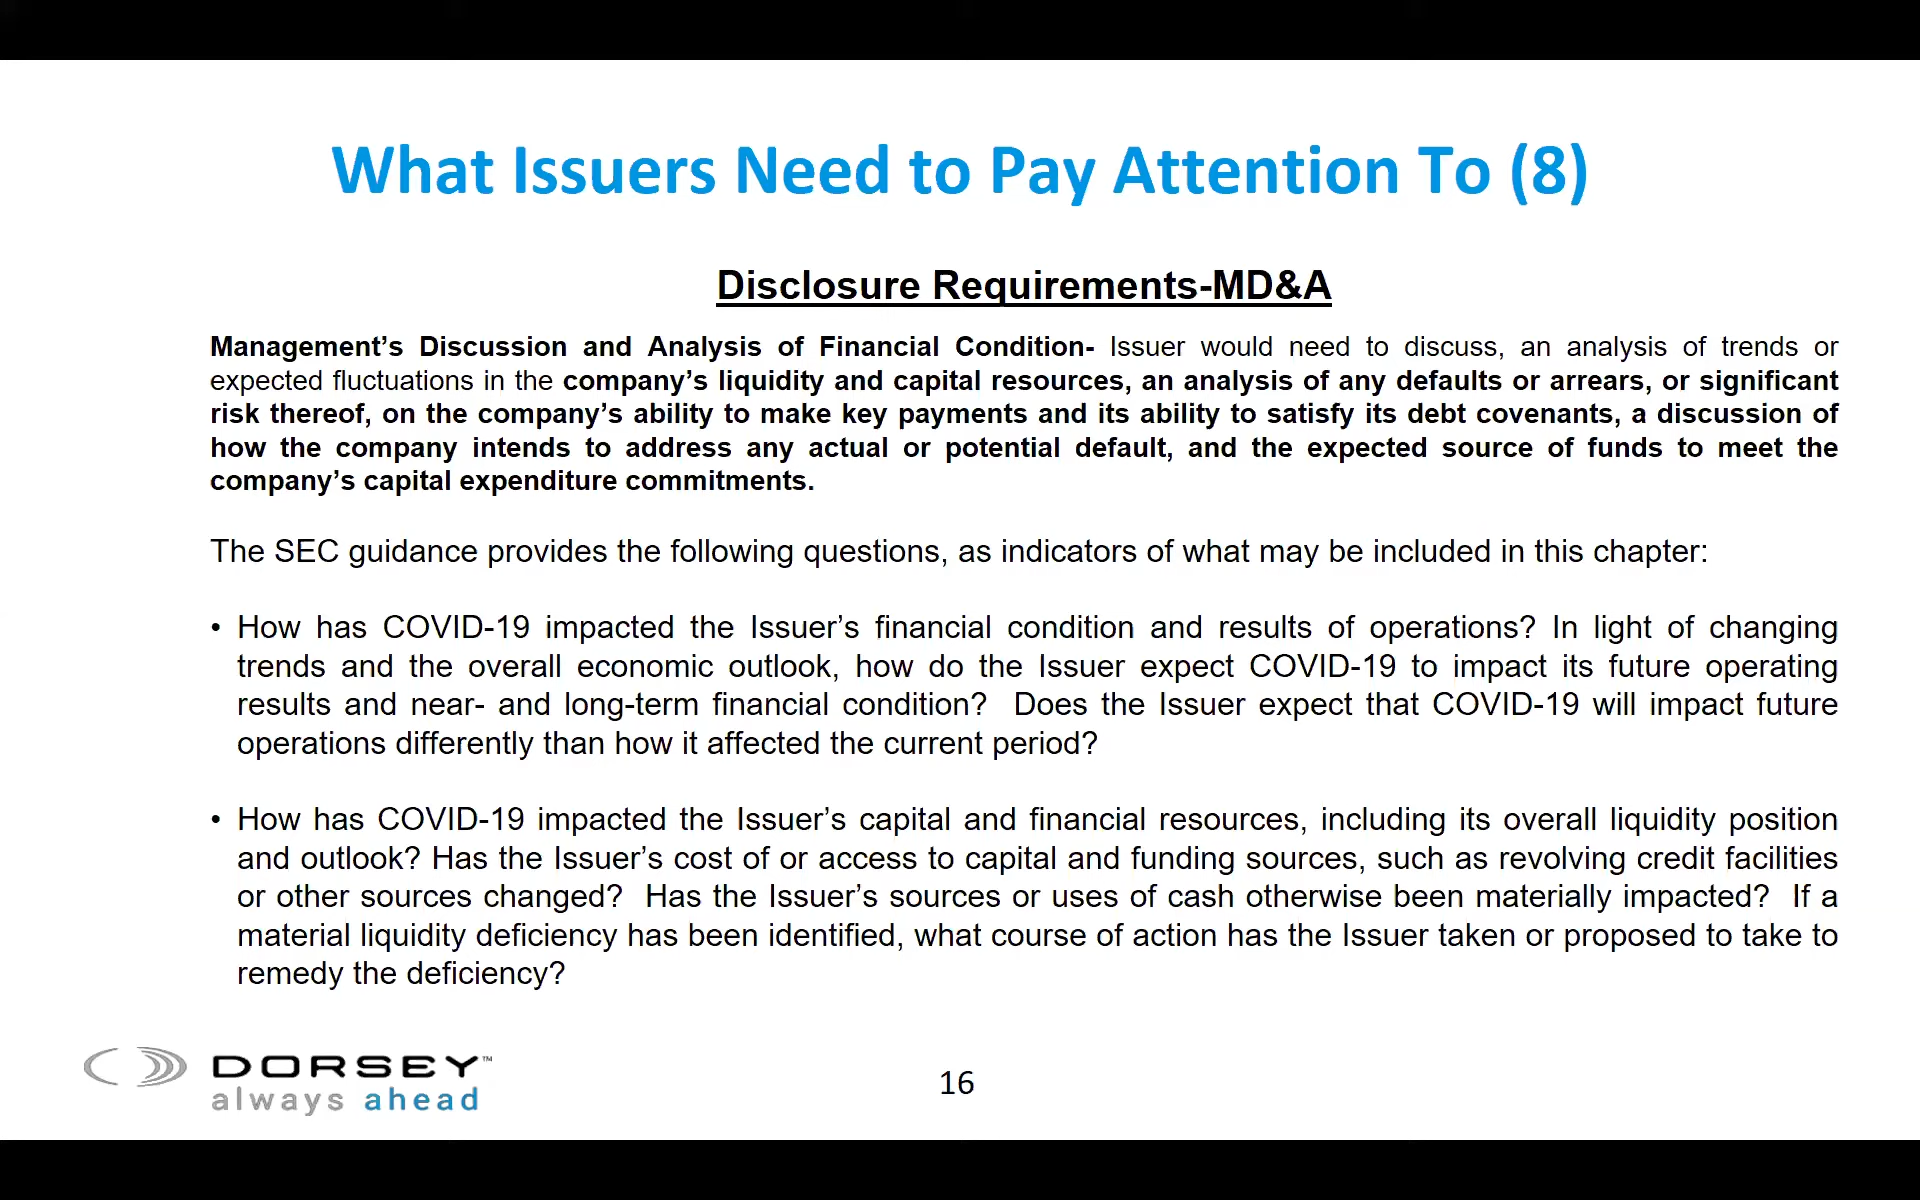 What Issuers Need to Pay Attention To (8)
Disclosure Requirements-MD&A
Management’s Discussion and Analysis of Financial Condition- Issuer would need to discuss, an analysis of trends or
expected fluctuations in the company’s liquidity and capital resources, an analysis of any defaults or arrears, or significant
risk thereof, on the company’s ability to make key payments and its ability to satisfy its debt covenants, a discussion of
how the company intends to address any actual or potential default, and the expected source of funds to meet the
company’s capital expenditure commitments.
The SEC guidance provides the following questions, as indicators of what may be included in this chapter:
• How has COVID-19 impacted the Issuer’s financial condition and results of operations? In light of changing
trends and the overall economic outlook, how do the Issuer expect COVID-19 to impact its future operating
results and near- and long-term financial condition? Does the Issuer expect that COVID-19 will impact future
operations differently than how it affected the current period?
• How has COVID-19 impacted the Issuer’s capital and financial resources, including its overall liquidity position
and outlook? Has the Issuer’s cost of or access to capital and funding sources, such as revolving credit facilities
or other sources changed? Has the Issuer’s sources or uses of cash otherwise been materially impacted? If a
material liquidity deficiency has been identified, what course of action has the Issuer taken or proposed to take to
remedy the deficiency?
DORSEY™
always ahead
16